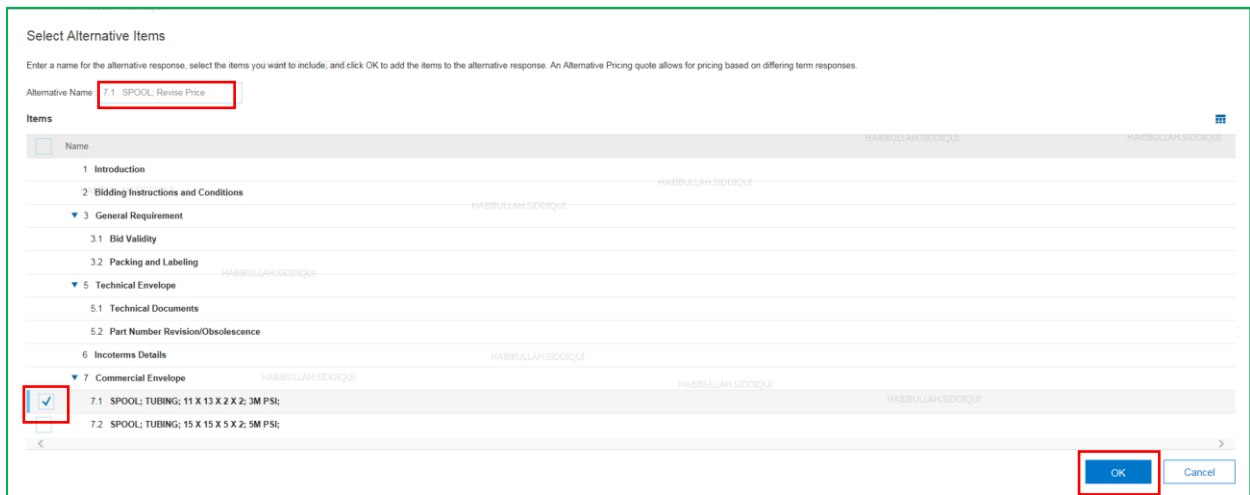 Select Alternative Items
Enter a name for the alternative response, select the items you want to include, and click OK to add the items to the alternative response. An Alternative Pricing quote allows for pricing based on differing term responses.
Alternative Name : 7.1 SPOOL; Revise Price
Items
HABIBULLAH.SIDDIQUI HABIBULLAH.SIDDIQUI
Name
1 Introduction
HABIBULLAH.SIDDIQUI
2 Bidding Instructions and Conditions
HABIBULLAH.SIDDIQUI
3 General Requirement
3.1 Bid Validity
3.2 Packing and Labeling
HABIBULLAH.SIDDIQUI
5 Technical Envelope
5.1 Technical Documents
5.2 Part Number Revision/Obsolescence
6 Incoterms Details HABIBULLAH.SIDDIQUI
7 Commercial Envelope HABIBULLAH.SIDDIQUI HABIBULLAH.SIDDIQUI
7.1 SPOOL; TUBING; 11 X 13 X 2 X 2; 3M PSI; HABIBULLAH.SIDDIQUI
7.2 SPOOL; TUBING; 15 X 15 X 5 X 2; 5M PSI;
OK Cancel